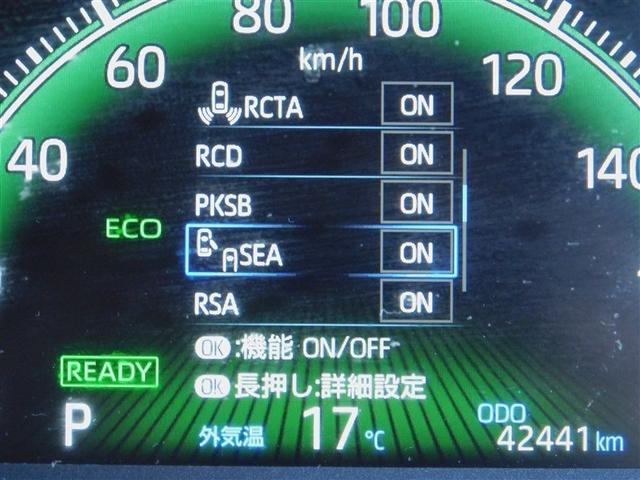 80 100
km/h
60 120
40 140
RCTA ON
RCD ON
PKSB ON
ECO
SEA ON
RSA ON
OK:機能 ON/OFF
READY
OK長押し:詳細設定
P 外気温 17℃ ODO
42441 km